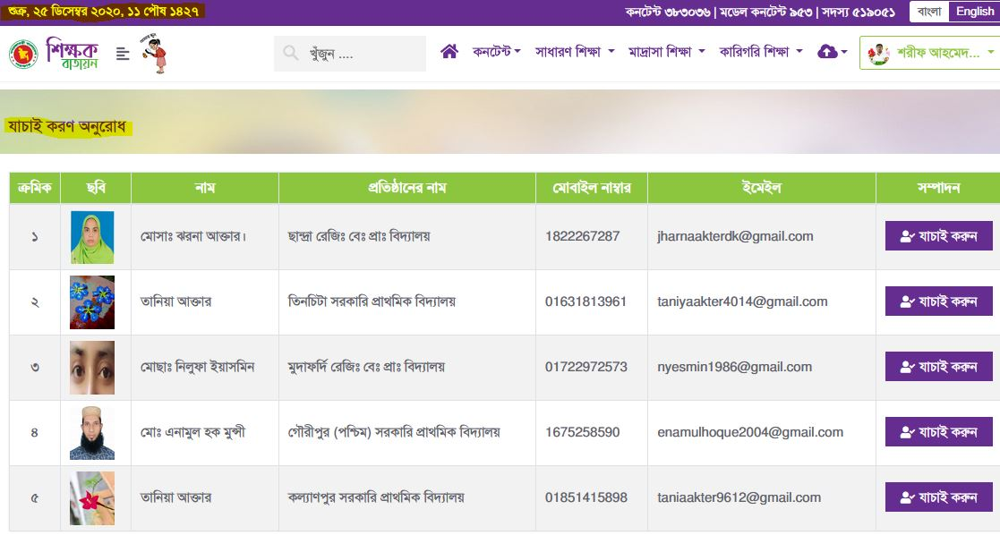 শুক্র, ২৫ ডিসেম্বর ২০২০, ১১ পৌষ ১৪২৭ কনটেন্ট ৩৮৩০৩৬ | মডেল কনটেন্ট ৯৫৩ | সদস্য ৫১৯০৫১ বাংলা English
শিক্ষক বাতায়ন খুঁজুন .... কনটেন্ট সাধারণ শিক্ষা মাদ্রাসা শিক্ষা কারিগরি শিক্ষা শরীফ আহমেদ...
যাচাই করণ অনুরোধ
ক্রমিক ছবি নাম প্রতিষ্ঠানের নাম মোবাইল নাম্বার ইমেইল সম্পাদন
১ মোসাঃ ঝরনা আক্তার। ছান্দ্রা রেজিঃ বেঃ প্রাঃ বিদ্যালয় 1822267287 jharnaakterdk@gmail.com যাচাই করুন
২ তানিয়া আক্তার তিনচিটা সরকারি প্রাথমিক বিদ্যালয় 01631813961 taniyaakter4014@gmail.com যাচাই করুন
৩ মোছাঃ নিলুফা ইয়াসমিন মুদাফর্দি রেজিঃ বেঃ প্রাঃ বিদ্যালয় 01722972573 nyesmin1986@gmail.com যাচাই করুন
৪ মোঃ এনামুল হক মুন্সী গৌরীপুর (পশ্চিম) সরকারি প্রাথমিক বিদ্যালয় 1675258590 enamulhoque2004@gmail.com যাচাই করুন
৫ তানিয়া আক্তার কল্যাণপুর সরকারি প্রাথমিক বিদ্যালয় 01851415898 taniaakter9612@gmail.com যাচাই করুন